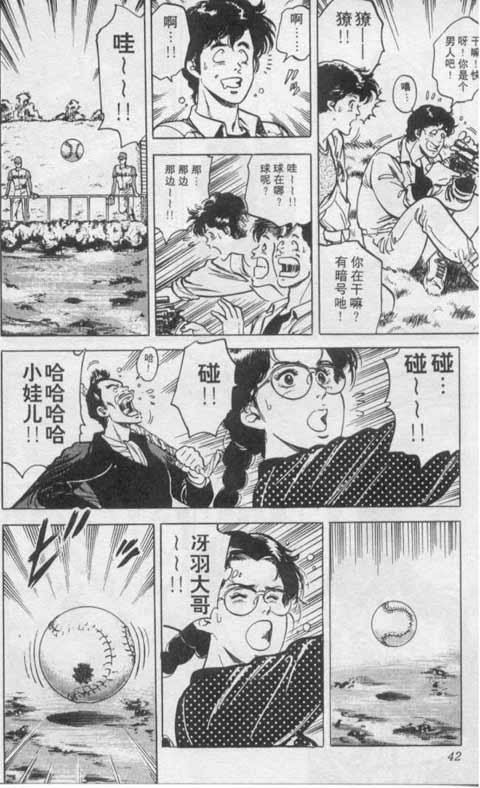 獠——
!!
干嘛!快
呀!你是个
男人吧!
嘻…
你在干嘛?
有暗号吔!
啊…
啊
…!!
哇~~!!
球在哪?
球呢?
那…
那边
那边
~!!
哇
~~!!
碰…
碰
~!!
碰
!!
哈!
哈哈哈哈
小娃儿!!
冴羽大哥
~~!!
42